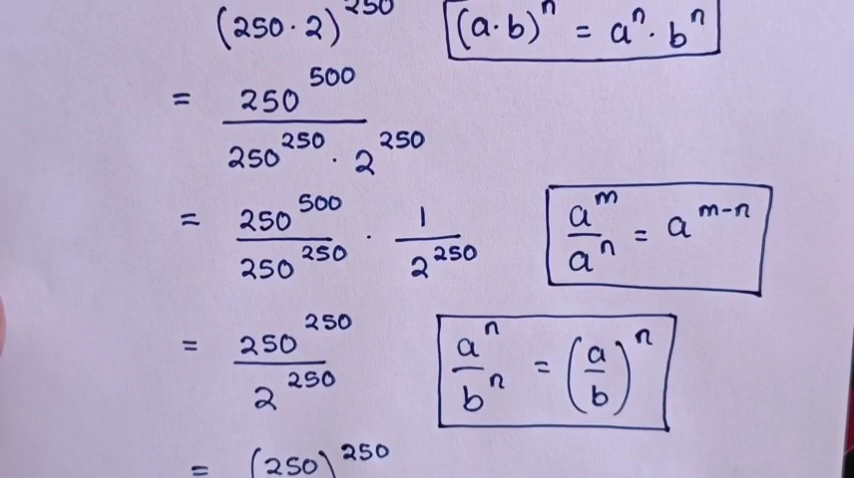 (250 · 2)^250 (a·b)^n = a^n · b^n
= 250^500 / 250^250 · 2^250
= 250^500 / 250^250 · 1 / 2^250 a^m / a^n = a^m-n
= 250^250 / 2^250 a^n / b^n = (a/b)^n
= (250)^250